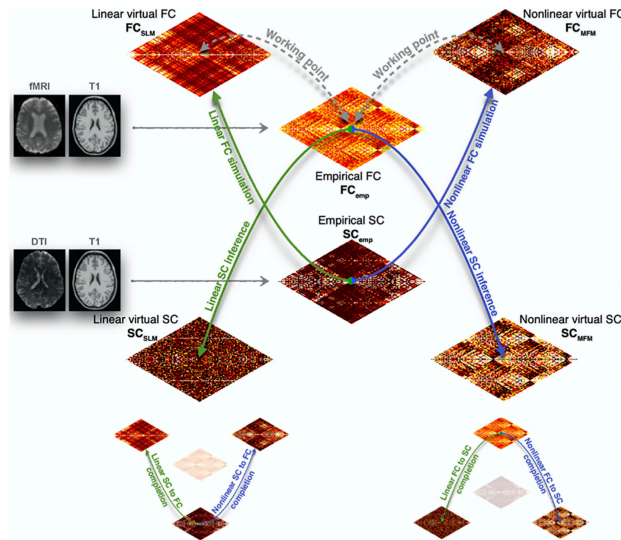 Linear virtual FC
FC_SLM
Nonlinear virtual FC
FC_MFM
Working point
Working point
fMRI
T1
Linear FC simulation
Nonlinear FC simulation
Empirical FC
FC_emp
Empirical SC
SC_emp
DTI
T1
Linear SC inference
Nonlinear SC inference
Linear virtual SC
SC_SLM
Nonlinear virtual SC
SC_MFM
Linear SC to FC
completion
Nonlinear SC to FC
completion
Linear FC to SC
completion
Nonlinear FC to SC
completion